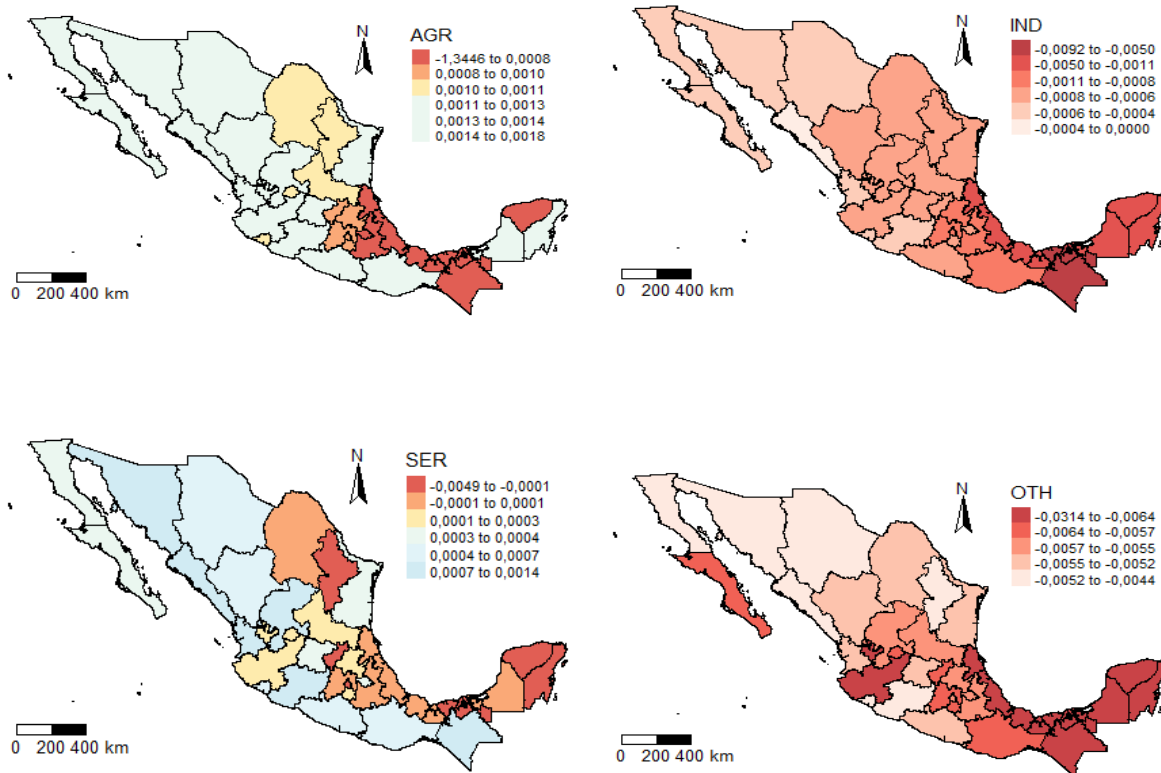 N
AGR
-1,3446 to 0,0008
0,0008 to 0,0010
0,0010 to 0,0011
0,0011 to 0,0013
0,0013 to 0,0014
0,0014 to 0,0018
0 200 400 km
N
IND
-0,0092 to -0,0050
-0,0050 to -0,0011
-0,0011 to -0,0008
-0,0008 to -0,0006
-0,0006 to -0,0004
-0,0004 to 0,0000
0 200 400 km
N
SER
-0,0049 to -0,0001
-0,0001 to 0,0001
0,0001 to 0,0003
0,0003 to 0,0004
0,0004 to 0,0007
0,0007 to 0,0014
0 200 400 km
N
OTH
-0,0314 to -0,0064
-0,0064 to -0,0057
-0,0057 to -0,0055
-0,0055 to -0,0052
-0,0052 to -0,0044
0 200 400 km